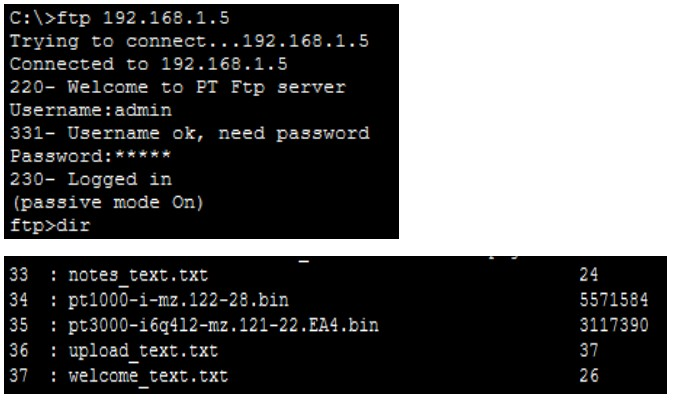 C:\>ftp 192.168.1.5
Trying to connect...192.168.1.5
Connected to 192.168.1.5
220- Welcome to PT Ftp server
Username:admin
331- Username ok, need password
Password:*****
230- Logged in
(passive mode On)
ftp>dir
33 : notes_text.txt 24
34 : pt1000-i-mz.122-28.bin 5571584
35 : pt3000-i6q4l2-mz.121-22.EA4.bin 3117390
36 : upload_text.txt 37
37 : welcome_text.txt 26